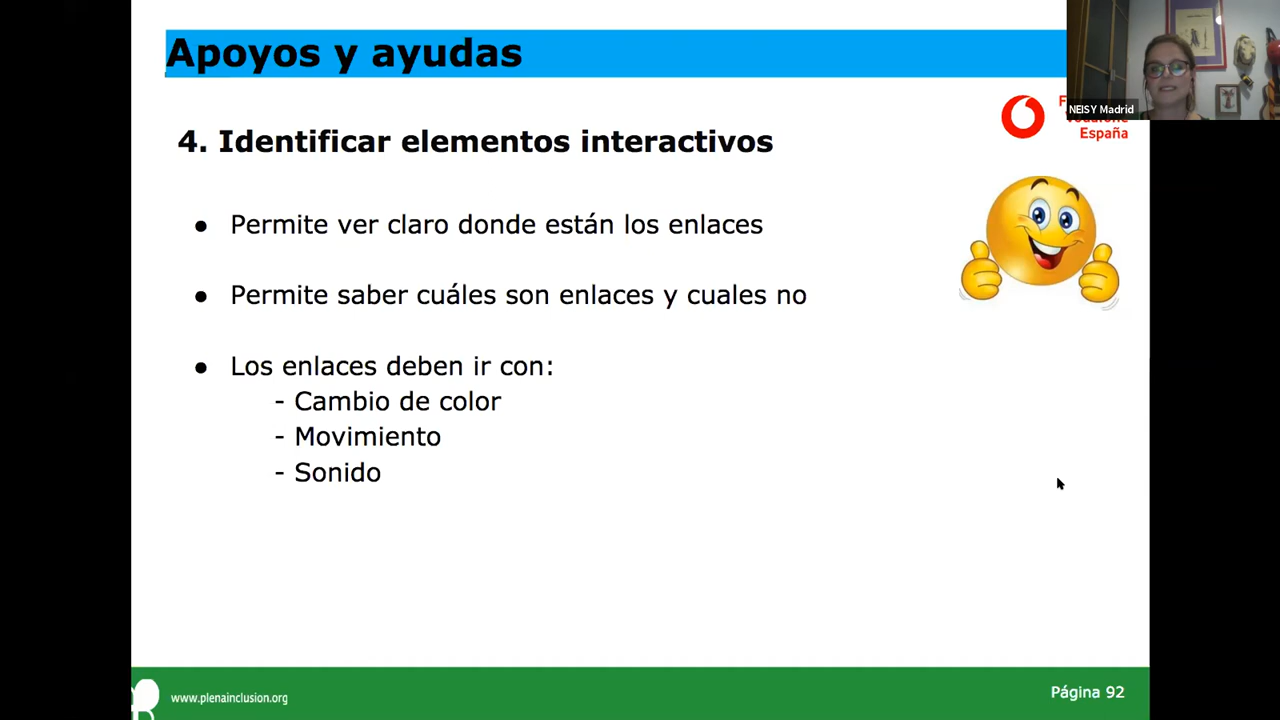 Apoyos y ayudas
NEISY Madrid
España
4. Identificar elementos interactivos
● Permite ver claro donde están los enlaces
● Permite saber cuáles son enlaces y cuales no
● Los enlaces deben ir con:
- Cambio de color
- Movimiento
- Sonido
www.plenainclusion.org
Página 92